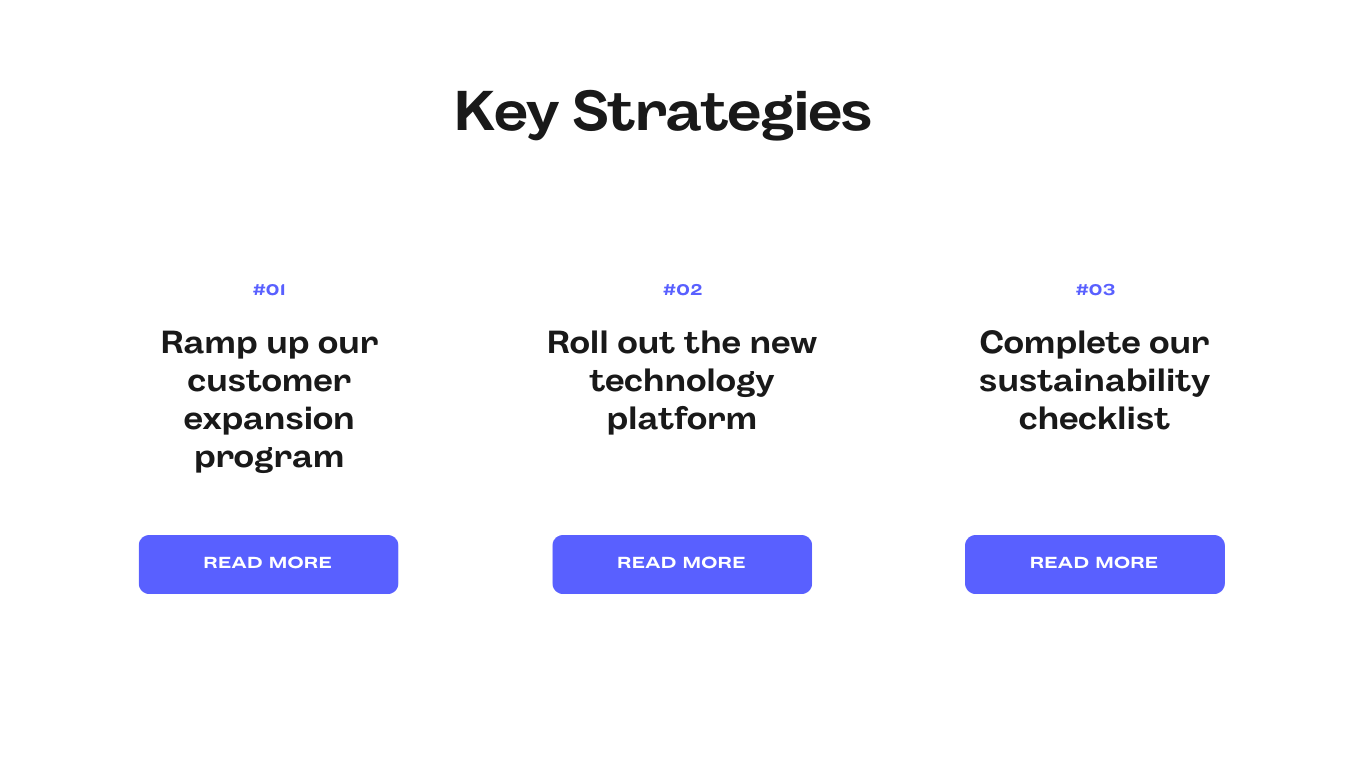 Key Strategies
#01
Ramp up our
customer
expansion
program
READ MORE
#02
Roll out the new
technology
platform
READ MORE
#03
Complete our
sustainability
checklist
READ MORE